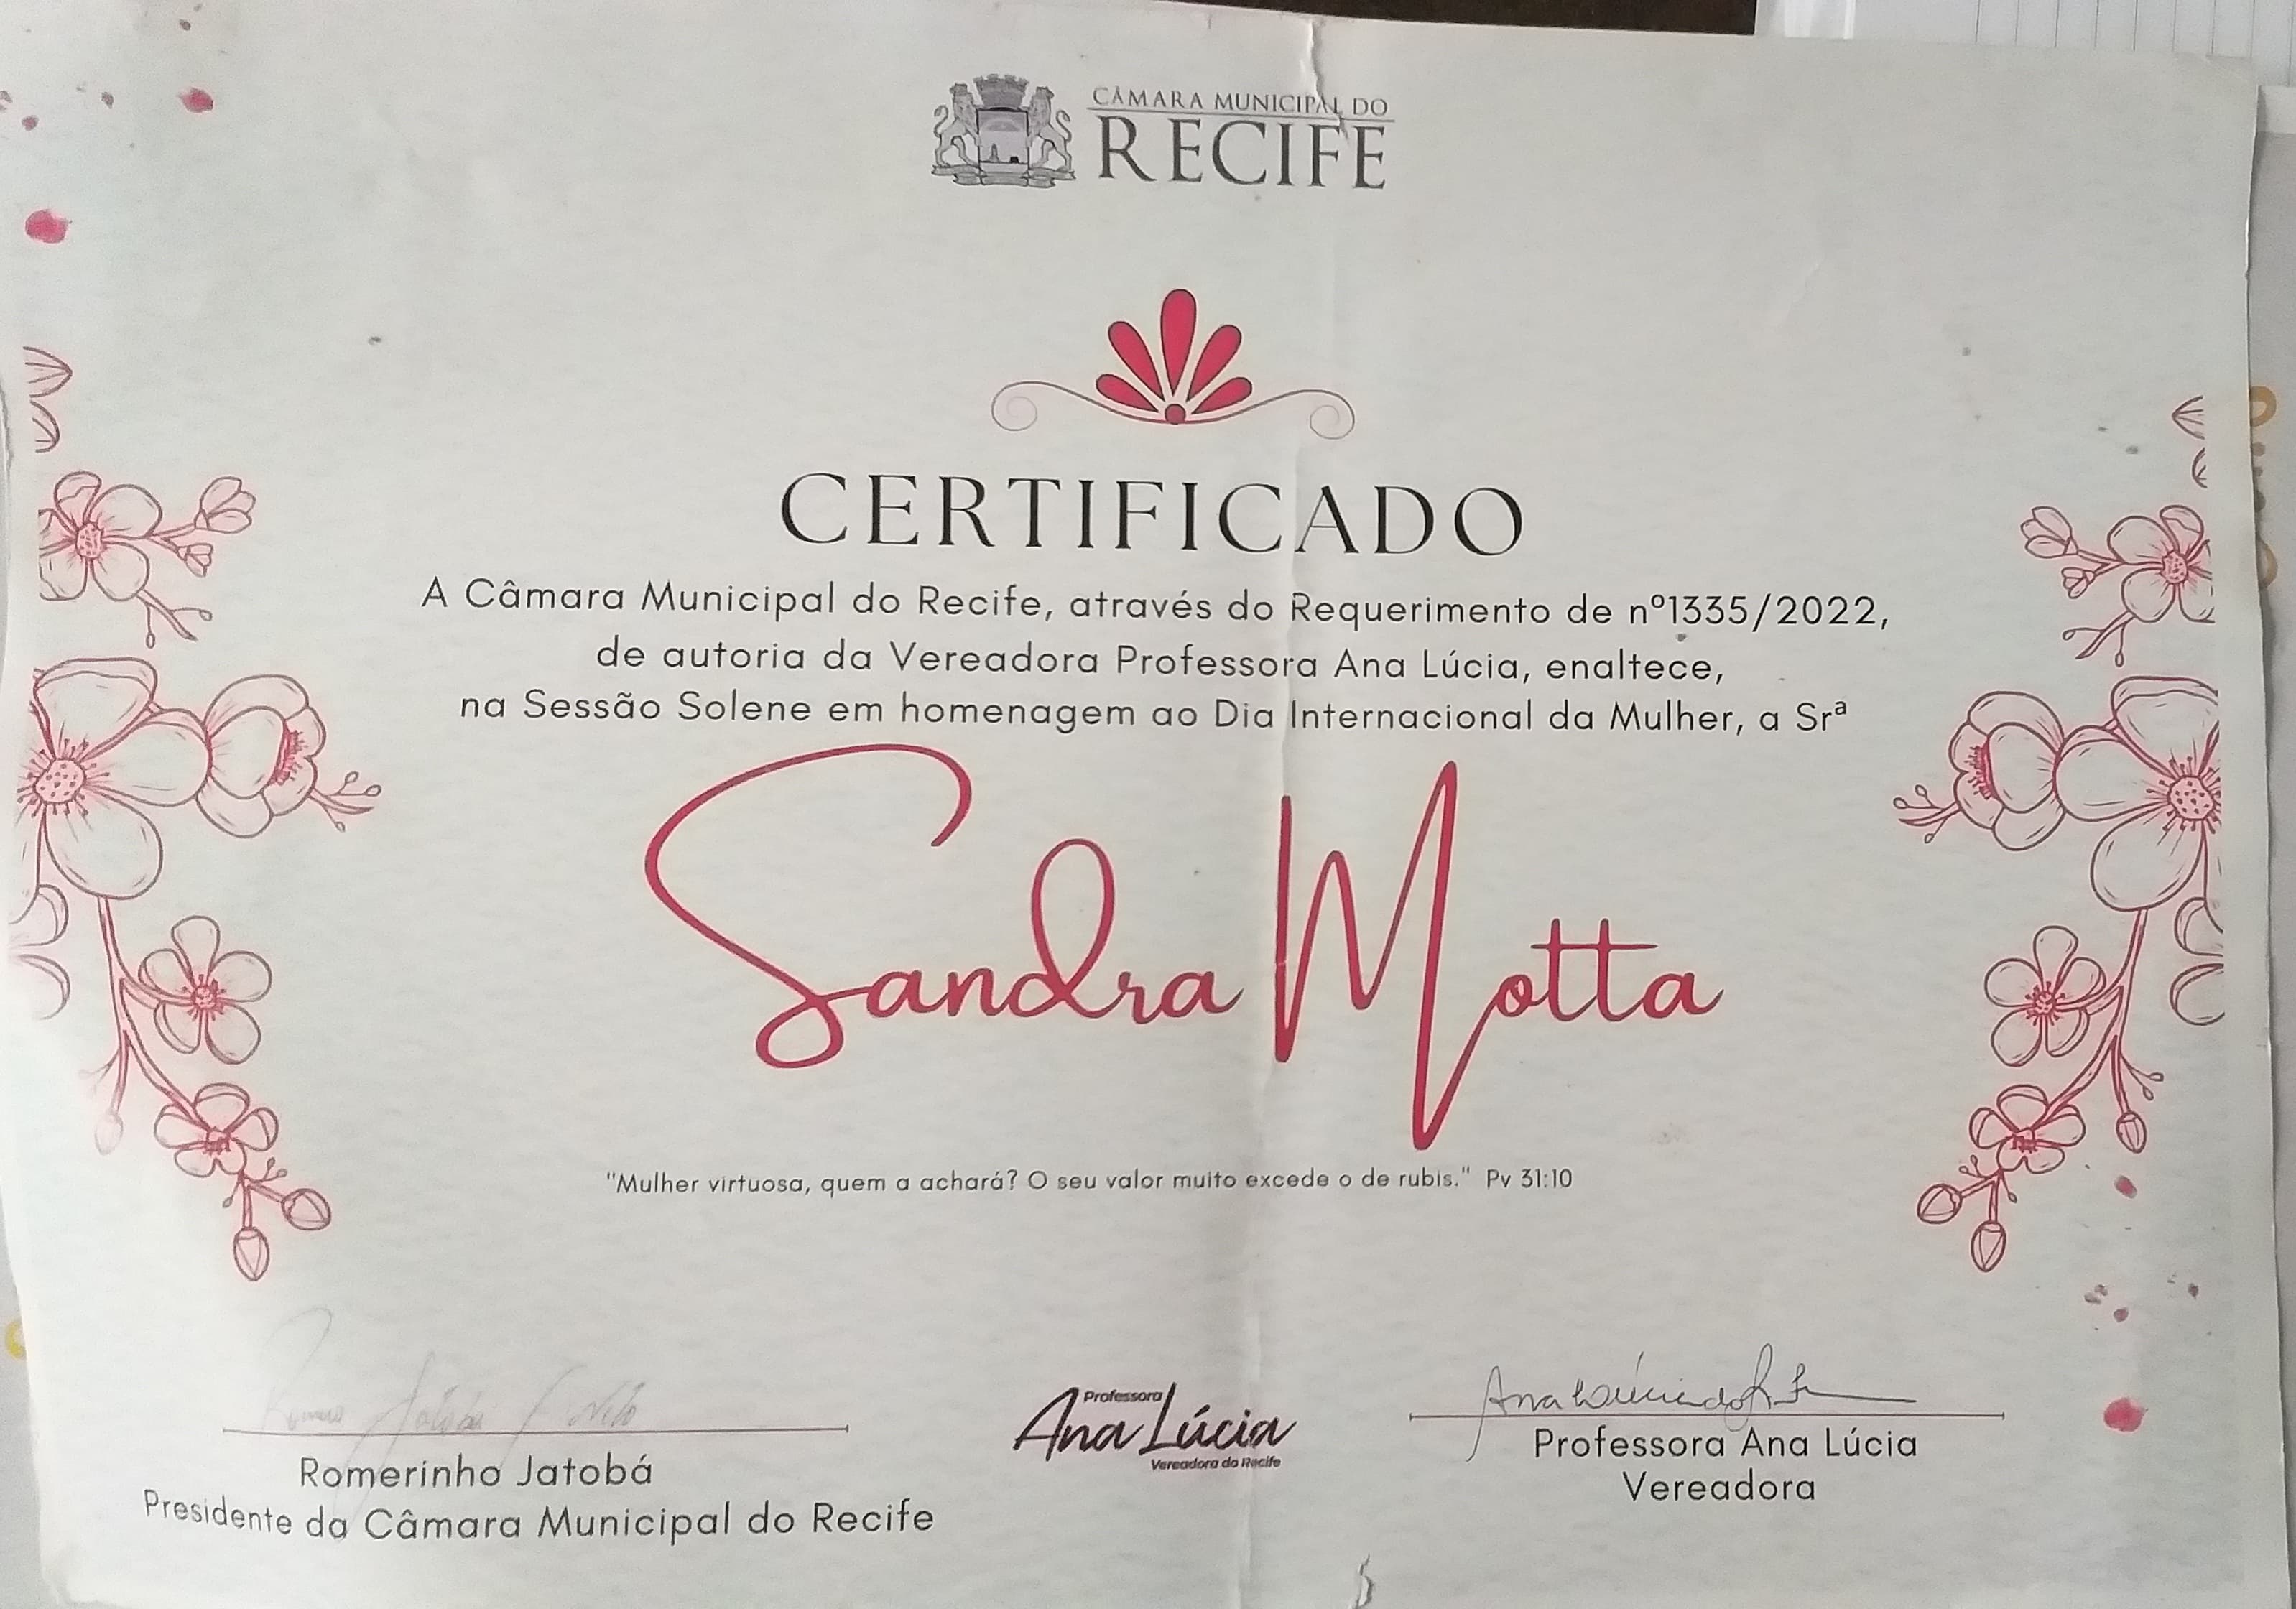 CÂMARA MUNICIPAL DO
RECIFE
CERTIFICADO
A Câmara Municipal do Recife, através do Requerimento de nº1335/2022,
de autoria da Vereadora Professora Ana Lúcia, enaltece,
na Sessão Solene em homenagem ao Dia Internacional da Mulher, a Srª
Sandra Motta
"Mulher virtuosa, quem a achará? O seu valor muito excede o de rubis." Pv 31:10
Romerinho Jatobá
Presidente da Câmara Municipal do Recife
Professora
Ana Lúcia
Vereadora do Recife
Professora Ana Lúcia
Vereadora